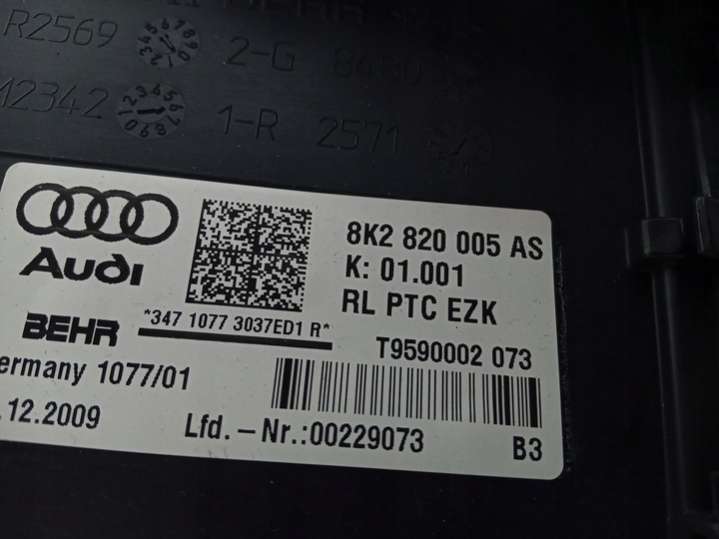 R2569
2-G
12342
1-R 2571
Audi
8K2 820 005 AS
K: 01.001
RL PTC EZK
*347 1077 3037ED1 R*
BEHR
T9590002 073
ermany 1077/01
.12.2009
Lfd.-Nr.:00229073
B3